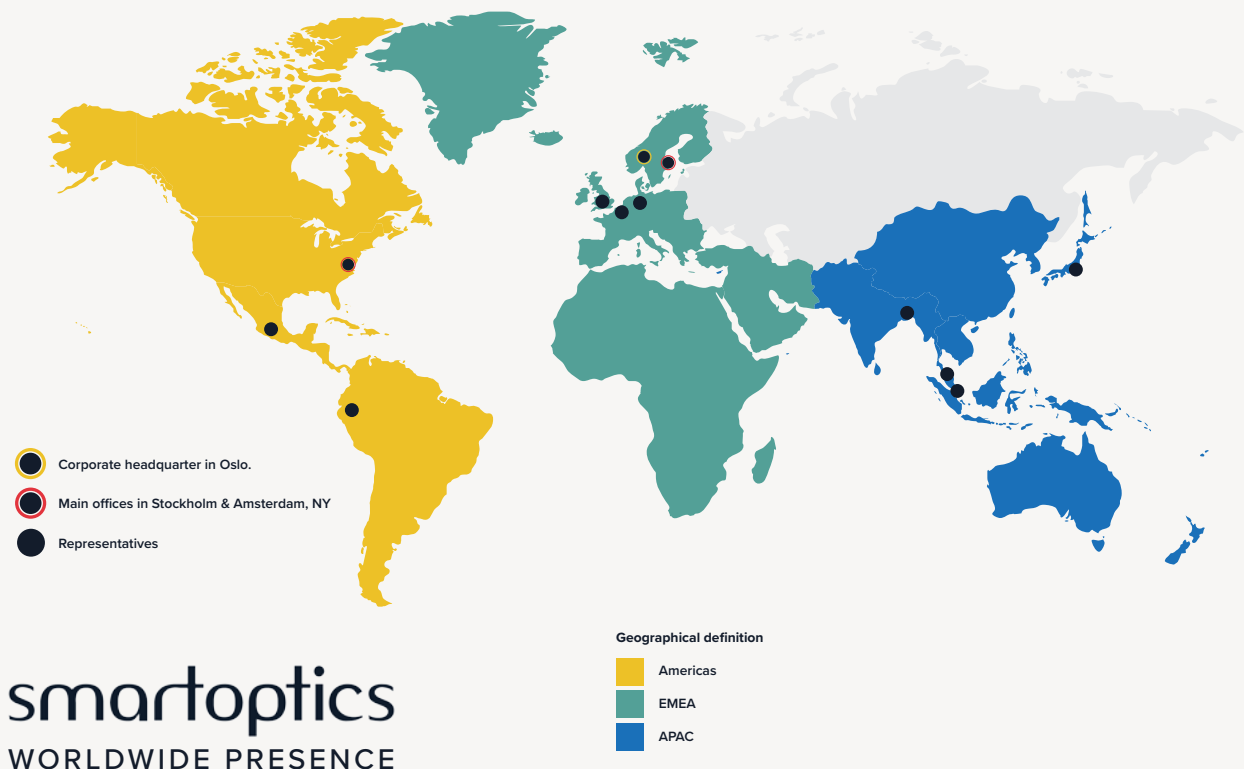 Corporate headquarter in Oslo.
Main offices in Stockholm & Amsterdam, NY
Representatives
Geographical definition
Americas
EMEA
APAC
smartoptics
WORLDWIDE PRESENCE